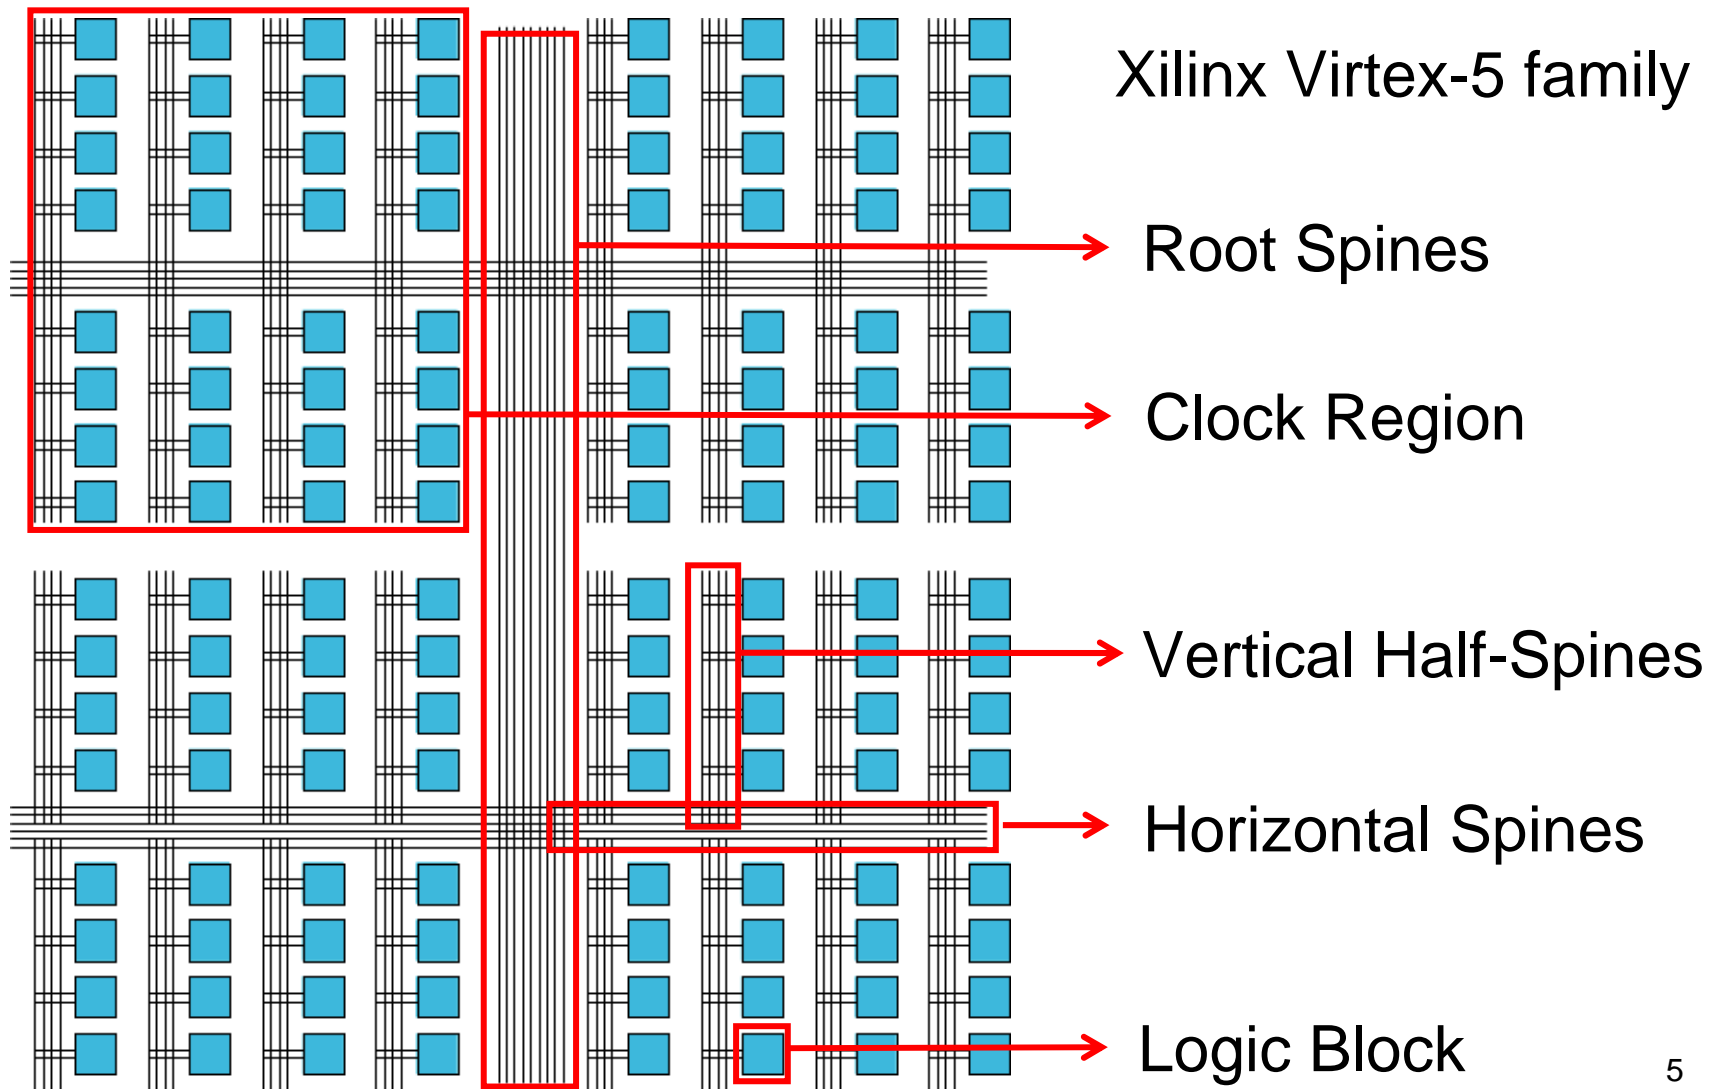 Xilinx Virtex-5 family
Root Spines
Clock Region
Vertical Half-Spines
Horizontal Spines
Logic Block
5